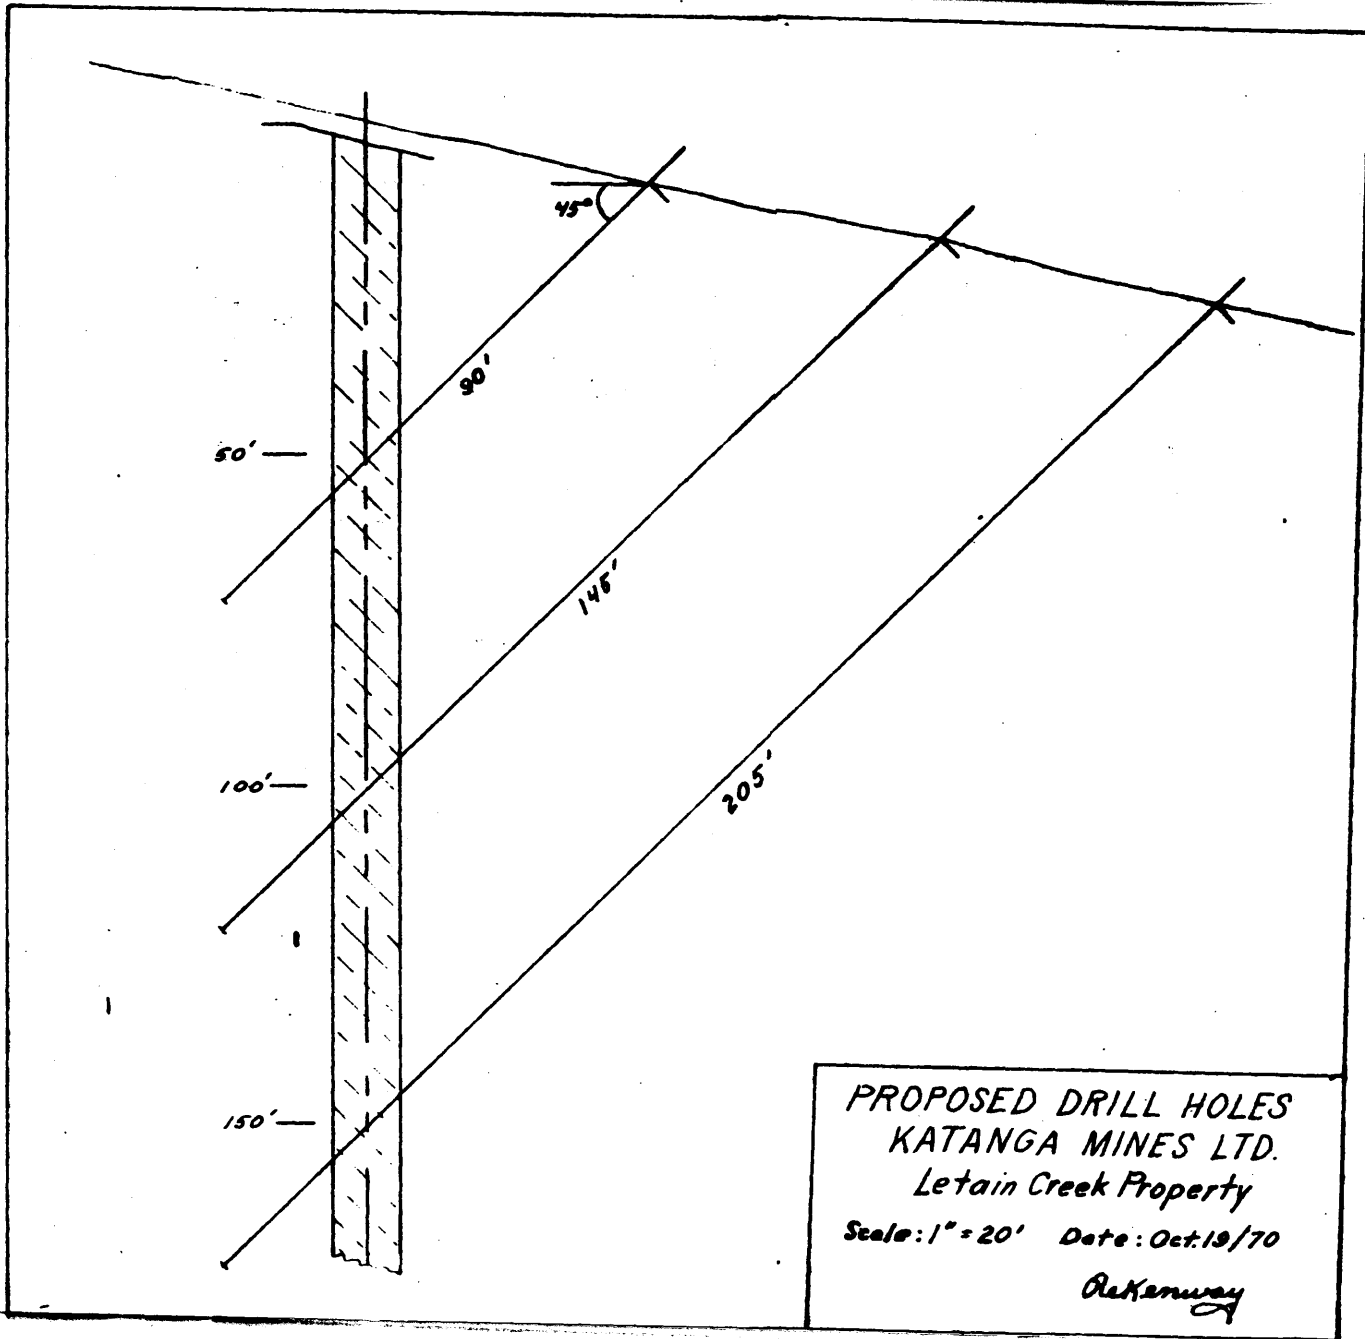 45°
90'
50'
145'
100'
205'
150'
PROPOSED DRILL HOLES
KATANGA MINES LTD.
Letain Creek Property
Scale: 1" = 20' Date: Oct. 19/70